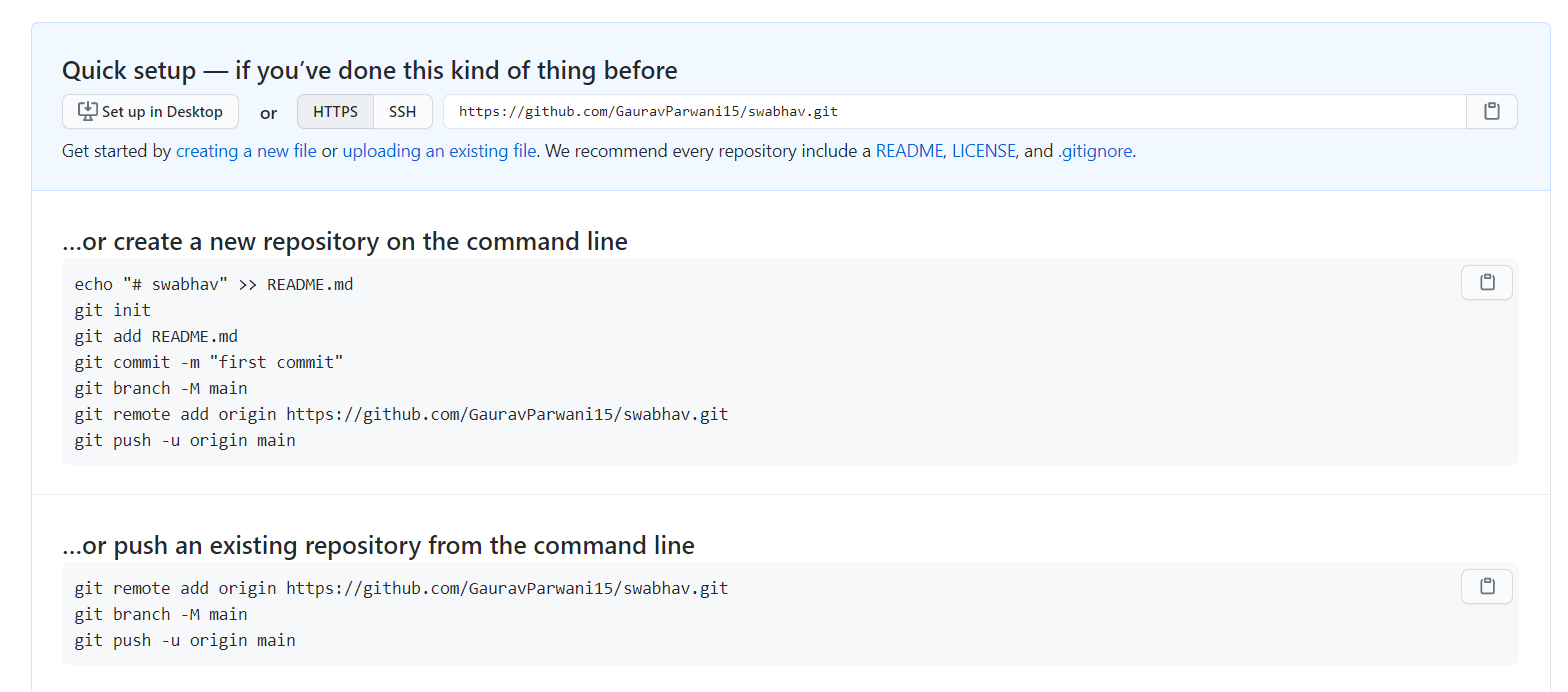 Quick setup — if you’ve done this kind of thing before
Set up in Desktop or HTTPS SSH https://github.com/GauravParwani15/swabhav.git
Get started by creating a new file or uploading an existing file. We recommend every repository include a README, LICENSE, and .gitignore.
…or create a new repository on the command line
echo "# swabhav" >> README.md
git init
git add README.md
git commit -m "first commit"
git branch -M main
git remote add origin https://github.com/GauravParwani15/swabhav.git
git push -u origin main
…or push an existing repository from the command line
git remote add origin https://github.com/GauravParwani15/swabhav.git
git branch -M main
git push -u origin main